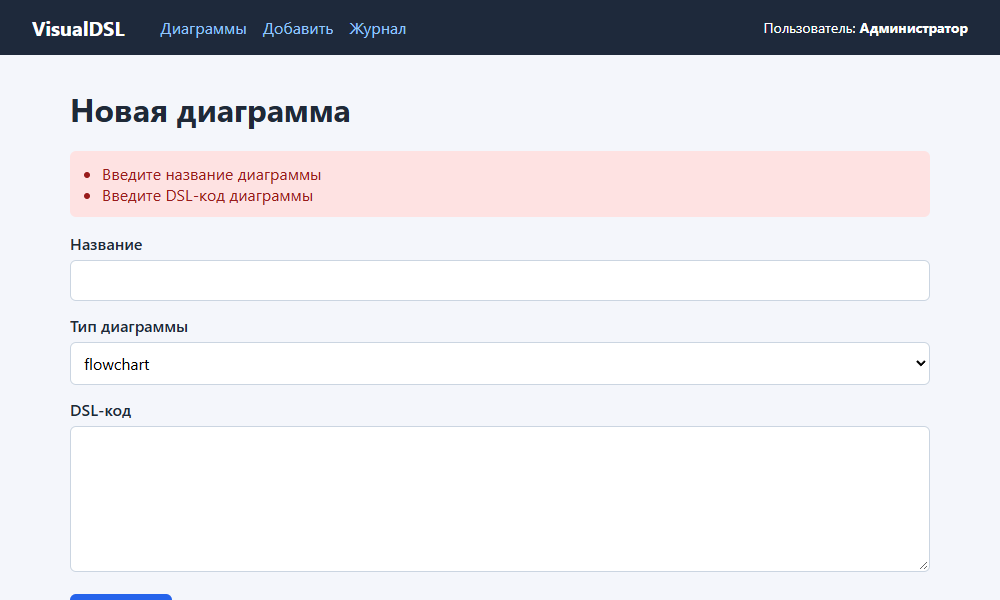 VisualDSL Диаграммы Добавить Журнал Пользователь: Администратор
Новая диаграмма
Введите название диаграммы
Введите DSL-код диаграммы
Название
Тип диаграммы
flowchart
DSL-код